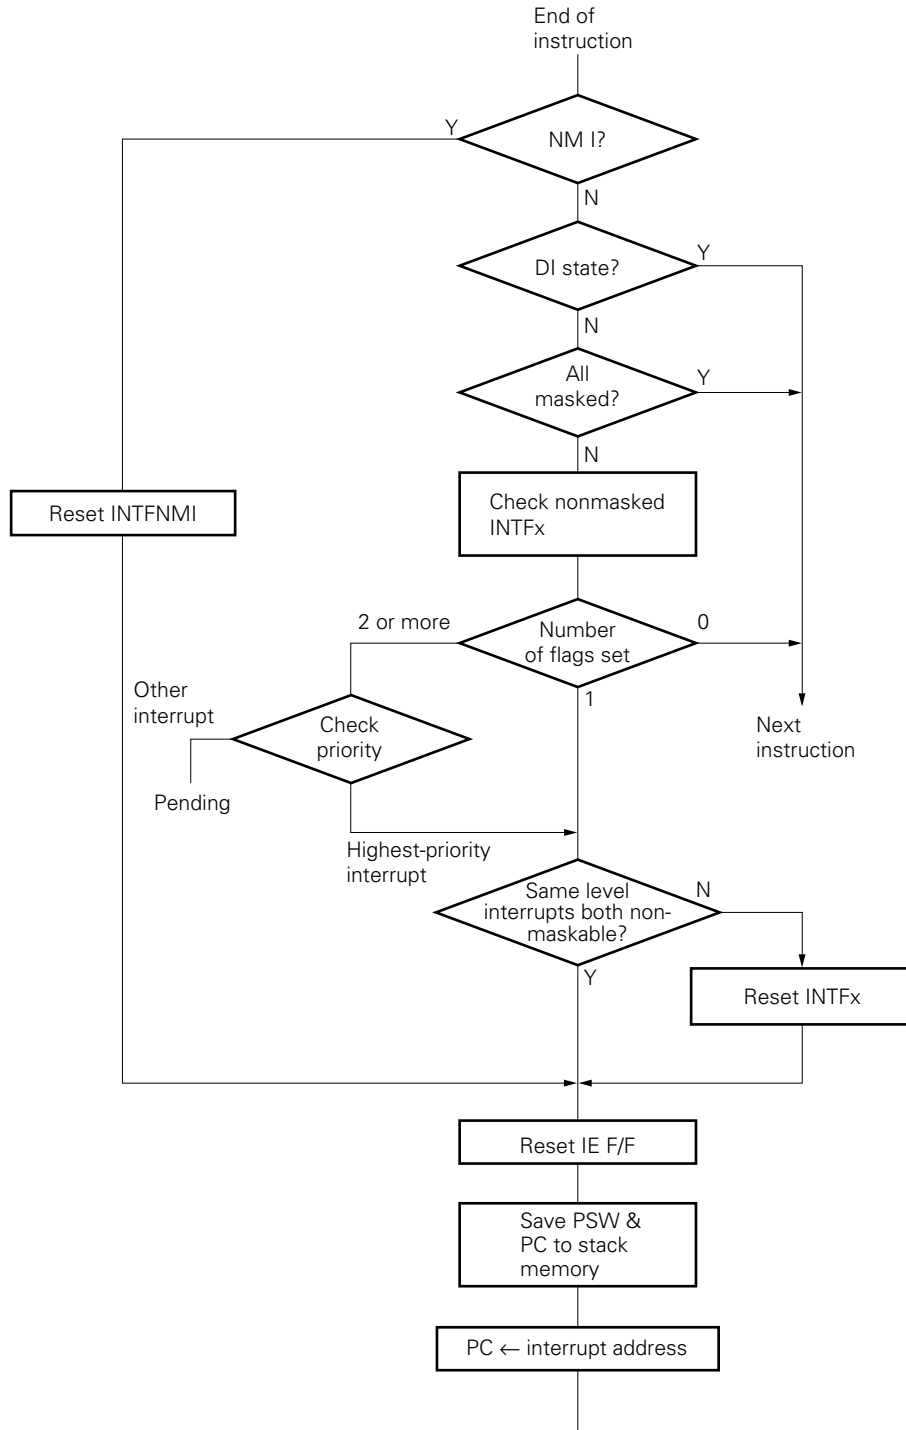 End of
instruction
Y
NM I?
N
DI state?
Y
N
All
masked?
Y
N
Check nonmasked
INTFx
Reset INTFNMI
2 or more
Number
of flags set
0
1
Other
interrupt
Check
priority
Next
instruction
Pending
Highest-priority
interrupt
Same level
interrupts both non-
maskable?
N
Y
Reset INTFx
Reset IE F/F
Save PSW &
PC to stack
memory
PC ← interrupt address